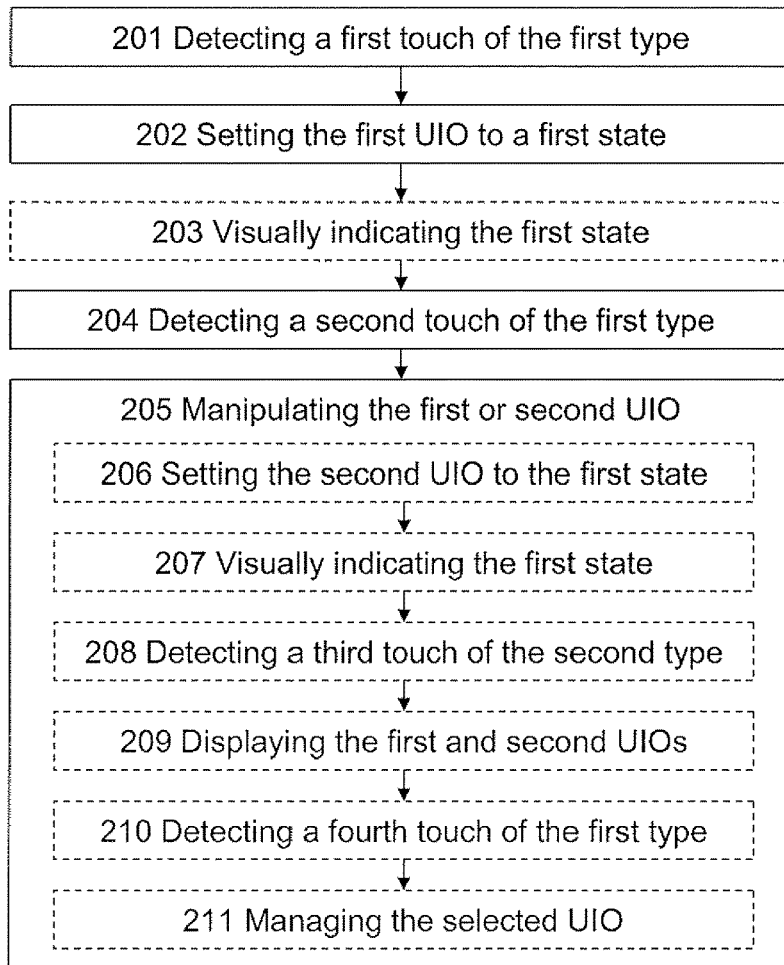 201 Detecting a first touch of the first type
202 Setting the first UIO to a first state
203 Visually indicating the first state
204 Detecting a second touch of the first type
205 Manipulating the first or second UIO
206 Setting the second UIO to the first state
207 Visually indicating the first state
208 Detecting a third touch of the second type
209 Displaying the first and second UIOs
210 Detecting a fourth touch of the first type
211 Managing the selected UIO